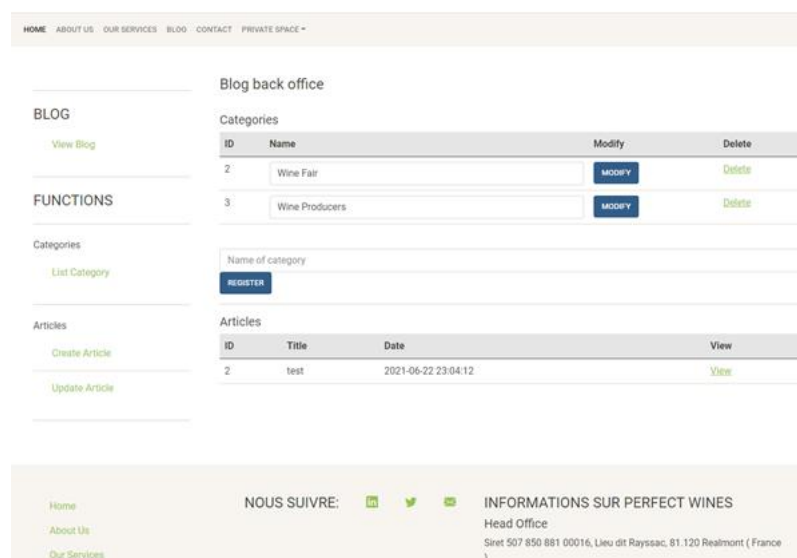 HOME ABOUT US OUR SERVICES BLOG CONTACT PRIVATE SPACE
Blog back office
BLOG
View Blog
FUNCTIONS
Categories
List Category
Articles
Create Article
Update Article
Categories
ID Name Modify Delete
2 Wine Fair MODIFY Delete
3 Wine Producers MODIFY Delete
Name of category
REGISTER
Articles
ID Title Date View
2 test 2021-06-22 23:04:12 View
Home
About Us
Our Services
NOUS SUIVRE:
INFORMATIONS SUR PERFECT WINES
Head Office
Siret 507 850 881 00016, Lieu dit Rayssac, 81.120 Realmont ( France
)